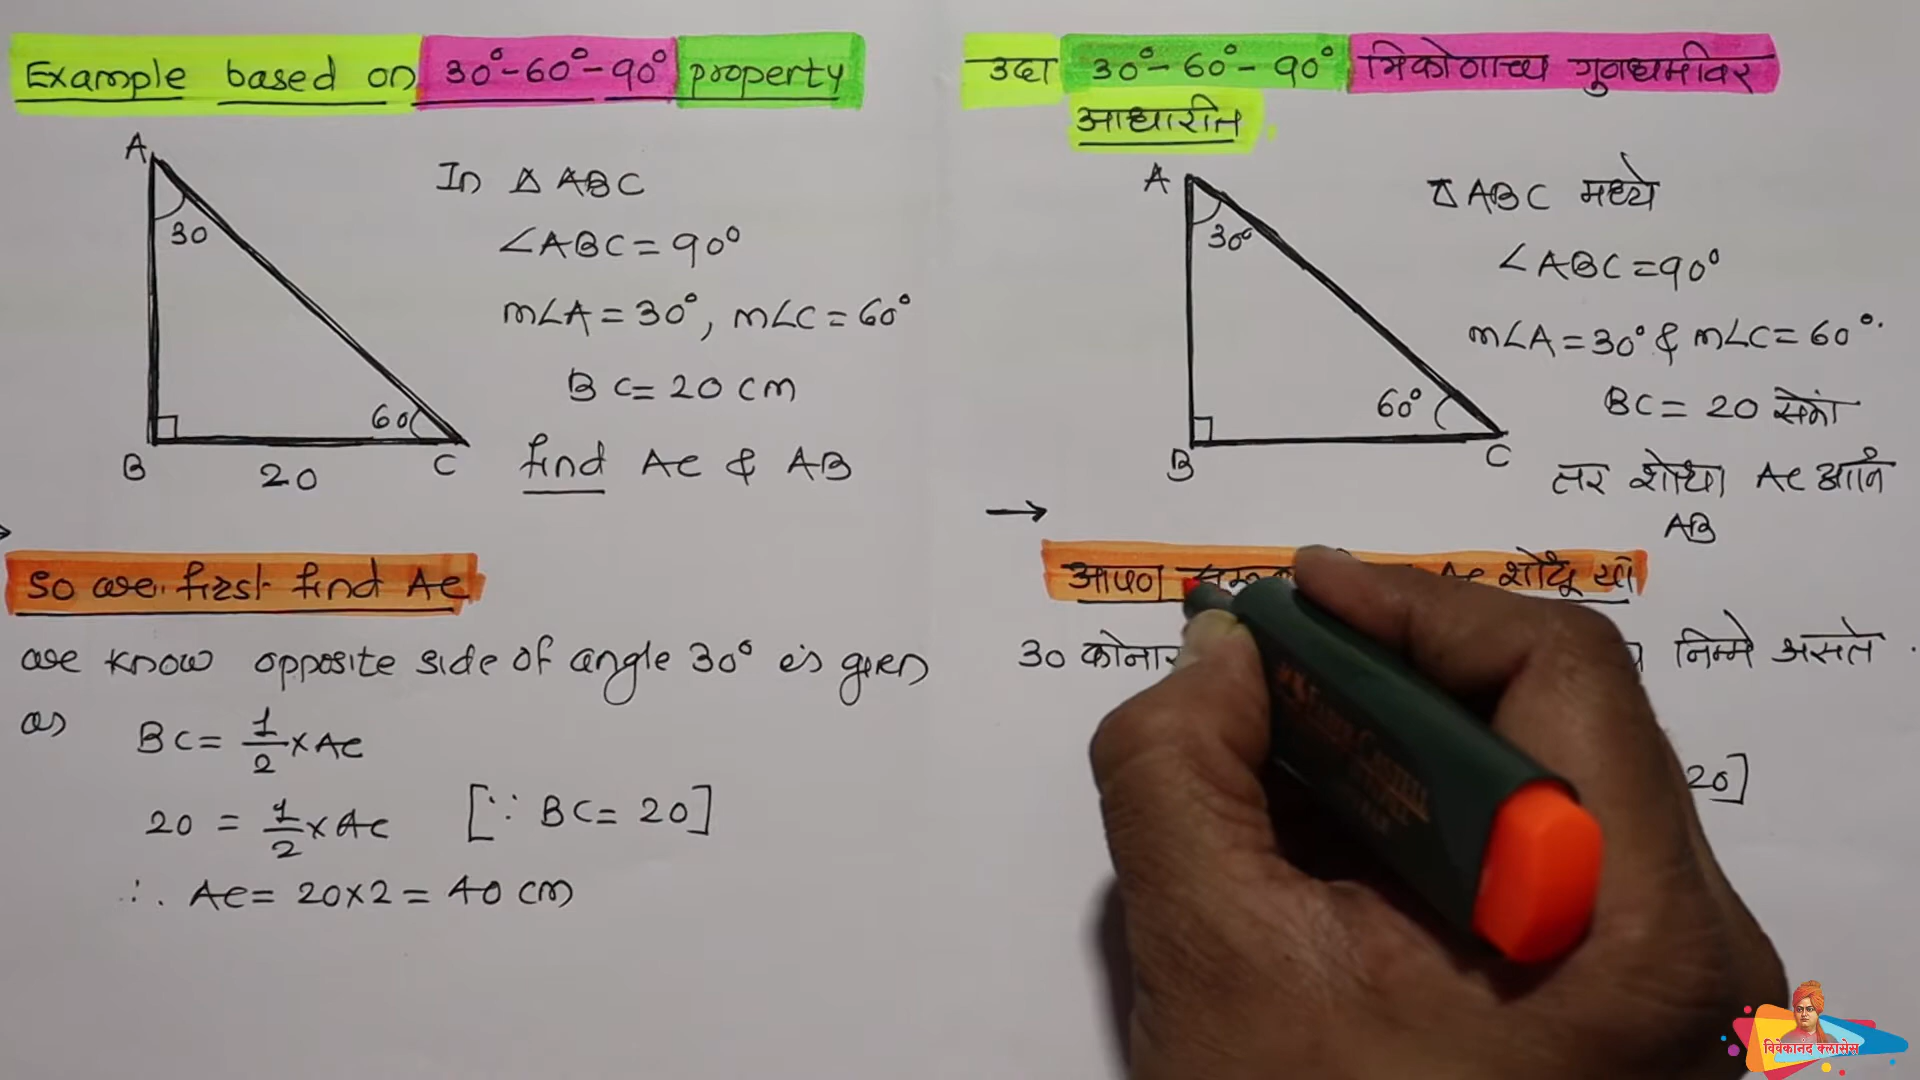 Example based on 30°-60°-90° property
A
30
60
B
20
C
In △ ABC
∠ABC = 90°
m∠A = 30°, m∠C = 60°
BC = 20 cm
find AC & AB
So we first find AC
we know opposite side of angle 30° is given
as
BC = 1/2 × AC
20 = 1/2 × AC [∵ BC = 20]
∴ AC = 20×2 = 40 cm
उदा 30°-60°-90° त्रिकोणाच्य गुणधर्मावर
आधारीत
A
30°
60°
B
C
△ABC मध्ये
∠ABC = 90°
m∠A = 30° & m∠C = 60°.
BC = 20 सेमी
तर शोधा AC आनि
AB
आपण AC शोधू या
30 निम्मे असते.
20]
विवेकानंद क्लासेस